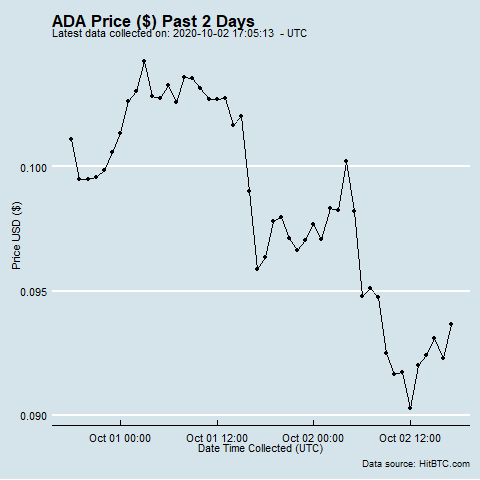 ADA Price ($) Past 2 Days
Latest data collected on: 2020-10-02 17:05:13  - UTC
Price USD ($)
0.100
0.095
0.090
Oct 01 00:00 Oct 01 12:00 Oct 02 00:00 Oct 02 12:00
Date Time Collected (UTC)
Data source: HitBTC.com